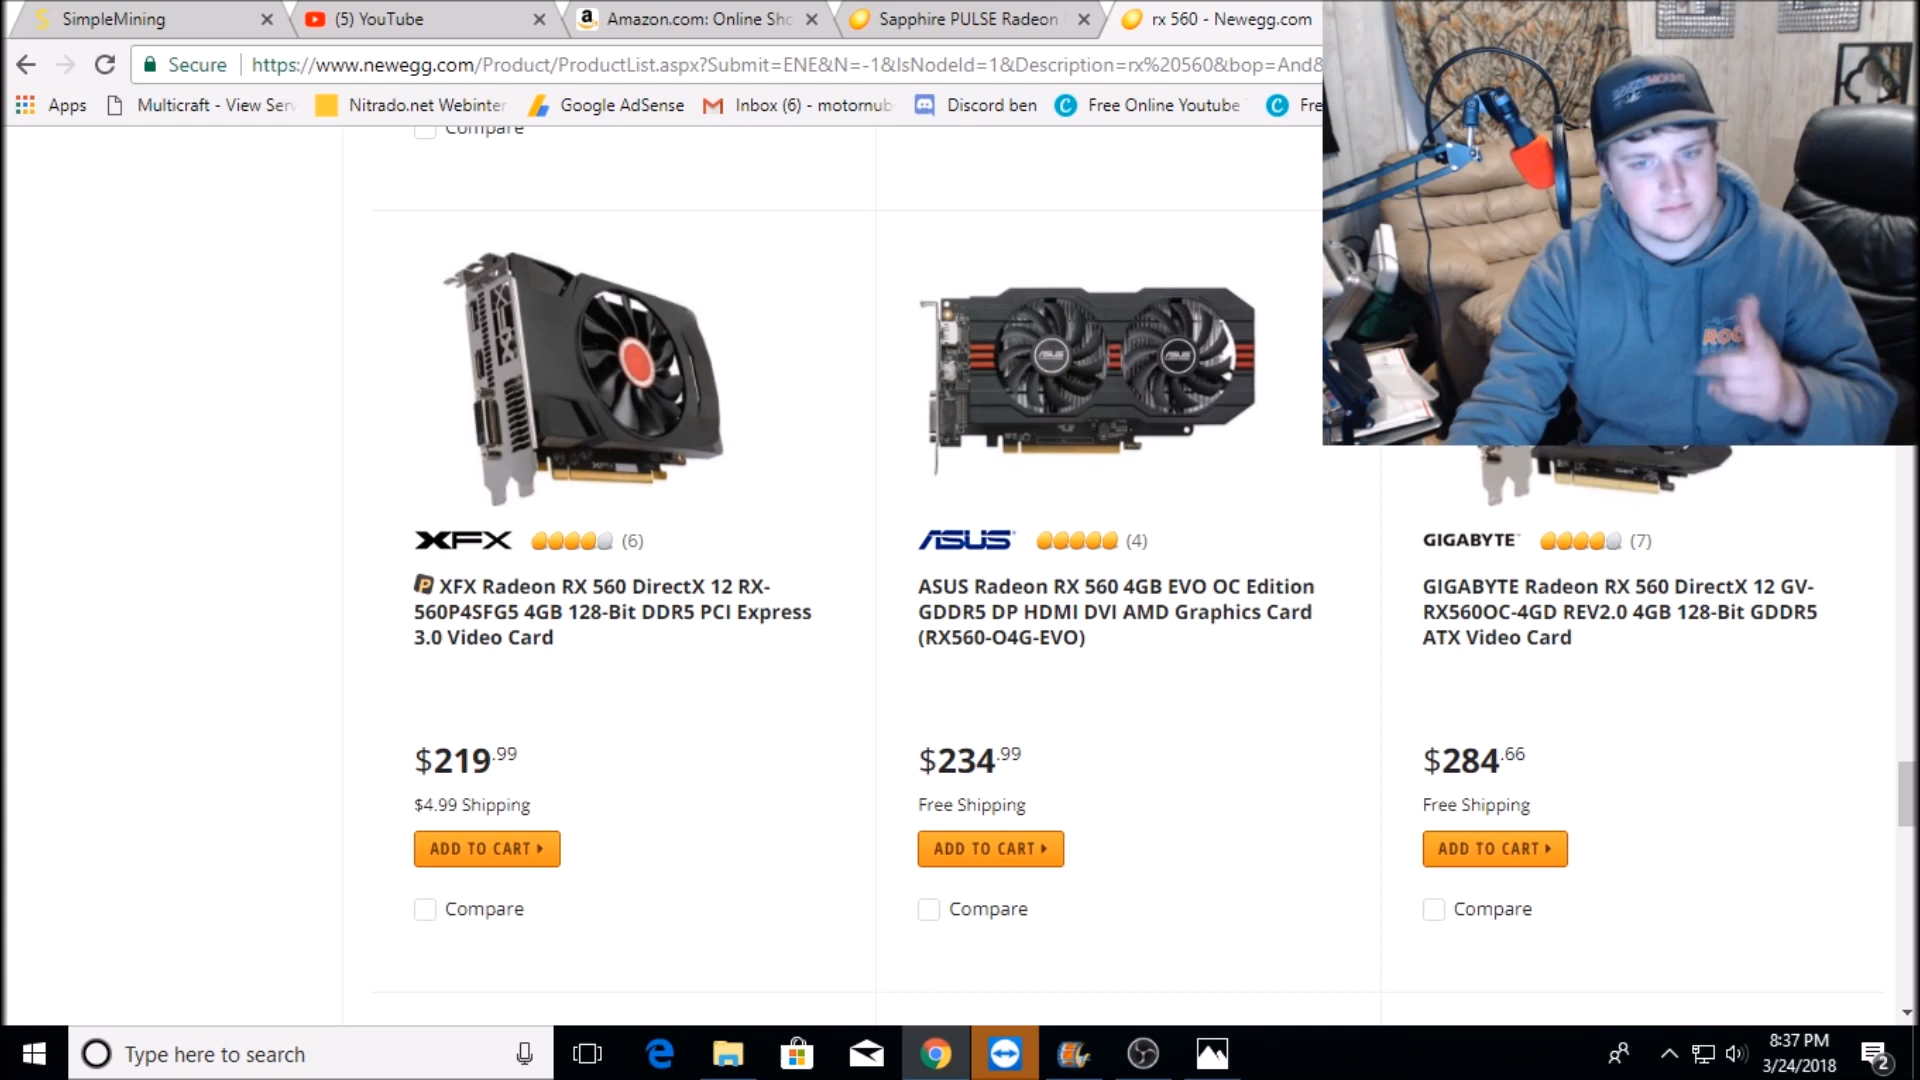 SimpleMining
(5) YouTube
Amazon.com: Online Sho
Sapphire PULSE Radeon
rx 560 - Newegg.com
Secure
https://www.newegg.com/Product/ProductList.aspx?Submit=ENE&N=-1&IsNodeId=1&Description=rx%20560&bop=And&
Apps
Multicraft - View Serv
Nitrado.net Webinter
Google AdSense
Inbox (6) - motornub
Discord ben
Free Online Youtube
Fre
Compare
ROC
XFX (6)
ASUS (4)
GIGABYTE (7)
XFX Radeon RX 560 DirectX 12 RX-
560P4SFG5 4GB 128-Bit DDR5 PCI Express
3.0 Video Card
ASUS Radeon RX 560 4GB EVO OC Edition
GDDR5 DP HDMI DVI AMD Graphics Card
(RX560-O4G-EVO)
GIGABYTE Radeon RX 560 DirectX 12 GV-
RX560OC-4GD REV2.0 4GB 128-Bit GDDR5
ATX Video Card
$219.99
$234.99
$284.66
$4.99 Shipping
Free Shipping
Free Shipping
ADD TO CART
ADD TO CART
ADD TO CART
Compare
Compare
Compare
Type here to search
8:37 PM
3/24/2018
2